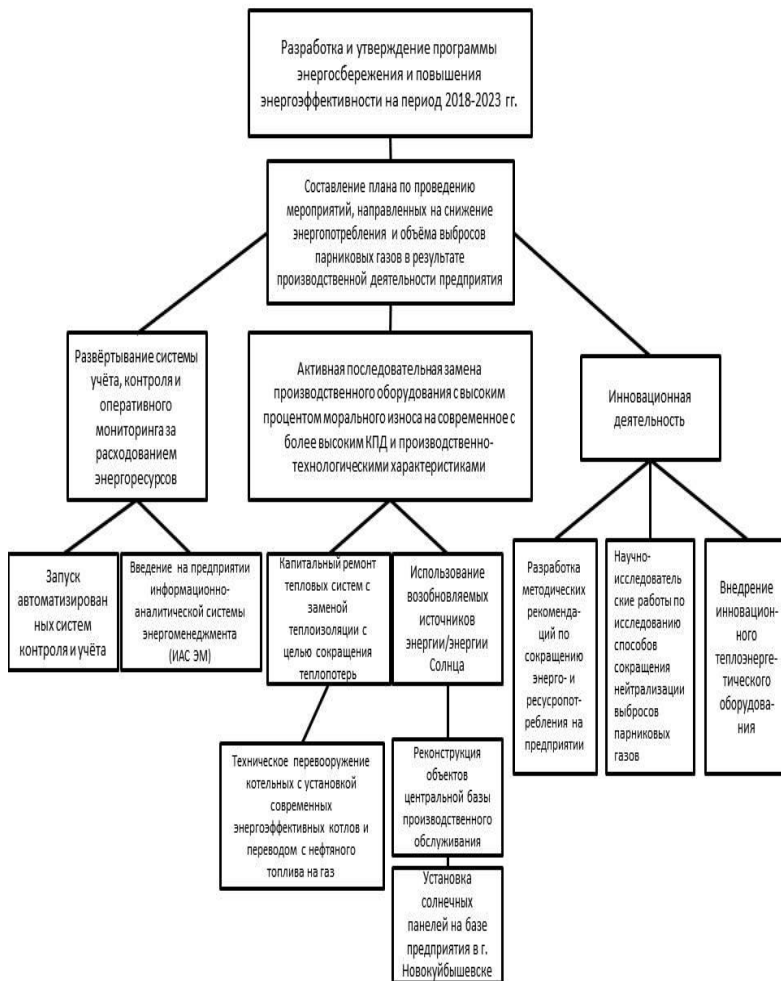 Разработка и утверждение программы
энергосбережения и повышения
энергоэффективности на период 2018-2023 гг.
Составление плана по проведению
мероприятий, направленных на снижение
энергопотребления и объёма выбросов
парниковых газов в результате
производственной деятельности предприятия
Развёртывание системы
учёта, контроля и
оперативного
мониторинга за
расходованием
энергоресурсов
Активная последовательная замена
производственного оборудования с высоким
процентом морального износа на современное с
более высоким КПД и производственно-
технологическими характеристиками
Инновационная
деятельность
Запуск
автоматизирован
ных систем
контроля и учёта
Введение на предприятии
информационно-
аналитической системы
энергоменеджмента
(ИАС ЭМ)
Капитальный ремонт
тепловых систем с
заменой
теплоизоляции с
целью сокращения
теплопотерь
Использование
возобновляемых
источников
энергии/энергии
Солнца
Разработка
методических
рекоменда-
ций по
сокращению
энерго- и
ресусропот-
ребления на
предприятии
Научно-
исследователь
ские работы по
исследованию
способов
сокращения
нейтрализации
выбросов
парниковых
газов
Внедрение
инновацион-
ного
теплоэнерге-
тического
оборудова-
ния
Техническое перевооружение
котельных с установкой
современных
энергоэффективных котлов и
переводом с нефтяного
топлива на газ
Реконструкция
объектов
центральной базы
производственного
обслуживания
Установка
солнечных
панелей на базе
предприятия в г.
Новокуйбышевске